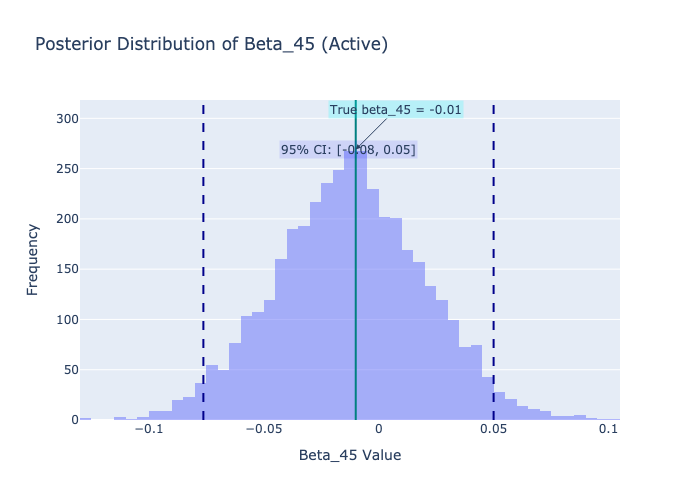 Posterior Distribution of Beta_45 (Active)
True beta_45 = -0.01
95% CI: [-0.08, 0.05]
300
250
200
150
100
50
0
Frequency
−0.1
−0.05
0
0.05
0.1
Beta_45 Value